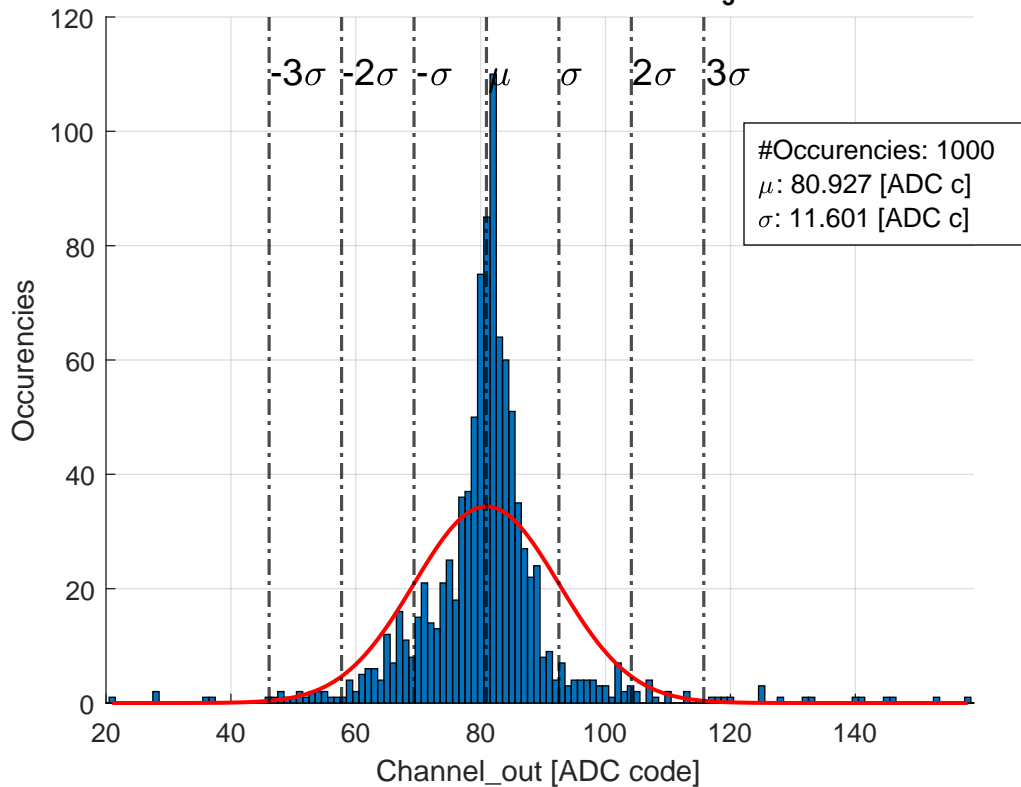 120
100
80
60
40
20
0
Occurencies
-3σ -2σ -σ μ σ 2σ 3σ
#Occurencies: 1000
μ: 80.927 [ADC c]
σ: 11.601 [ADC c]
20 40 60 80 100 120 140
Channel_out [ADC code]